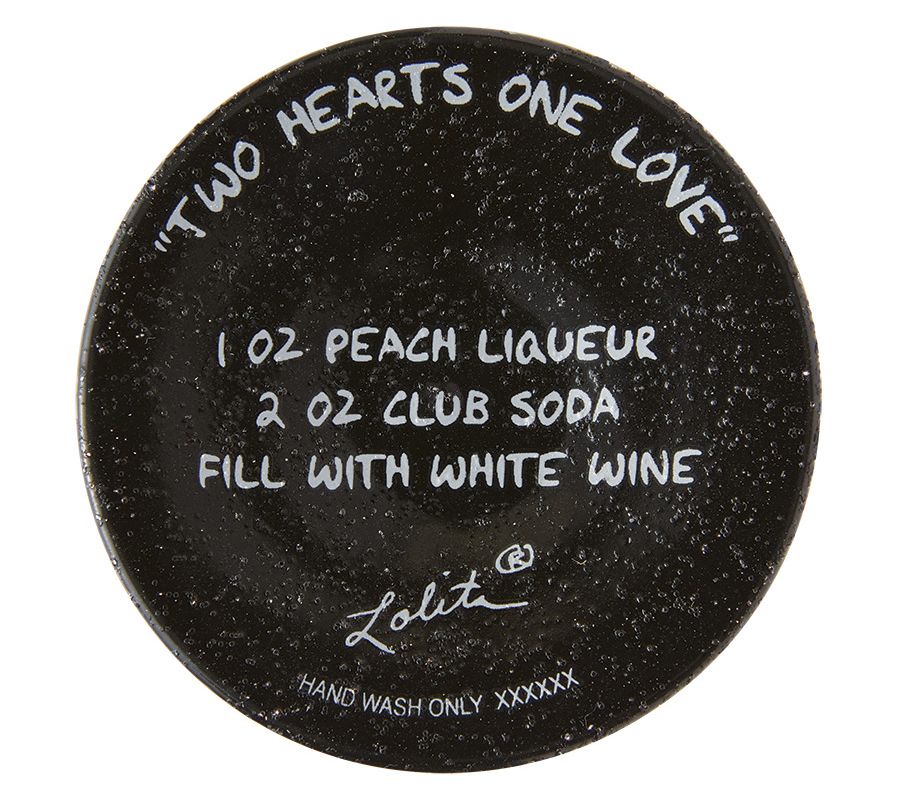 "TWO HEARTS ONE LOVE"
1 OZ PEACH LIQUEUR
2 OZ CLUB SODA
FILL WITH WHITE WINE
Lolita ®
HAND WASH ONLY XXXXXX